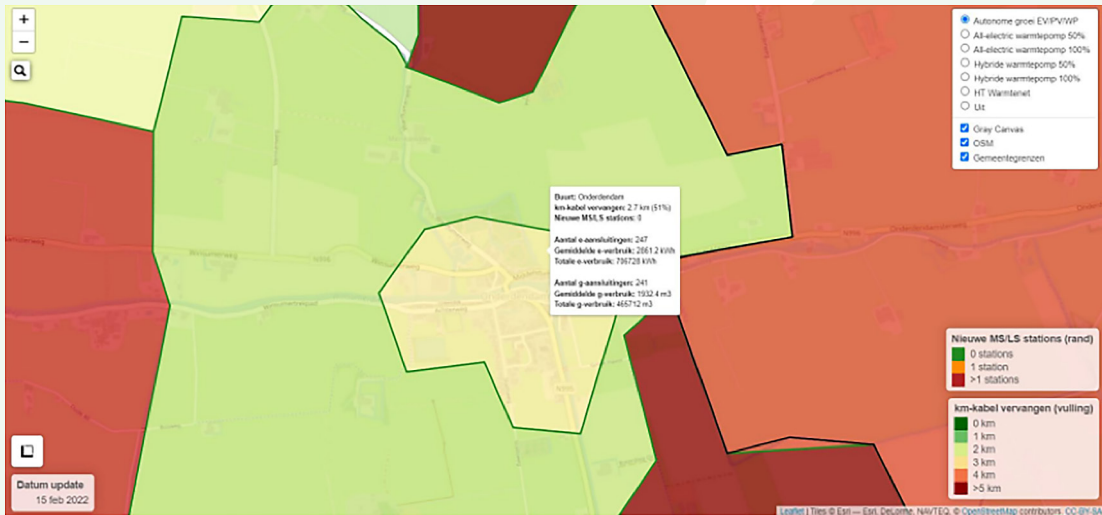 +
−
Autonome groei EV/PV/WP
All-electric warmtepomp 50%
All-electric warmtepomp 100%
Hybride warmtepomp 50%
Hybride warmtepomp 100%
HT Warmtenet
Uit
Gray Canvas
OSM
Gemeentegrenzen
Buurt: Onderdendam
km-kabel vervangen: 2.7 km (51%)
Nieuwe MS/LS stations: 0
Aantal e-aansluitingen: 247
Gemiddelde e-verbruik: 2861.2 kWh
Totale e-verbruik: 706728 kWh
Aantal g-aansluitingen: 241
Gemiddelde g-verbruik: 1932.4 m3
Totale g-verbruik: 465712 m3
Winsumerweg
N996
Onderdendamsterweg
N996
Nieuwe MS/LS stations (rand)
0 stations
1 station
>1 stations
km-kabel vervangen (vulling)
0 km
1 km
2 km
3 km
4 km
>5 km
Datum update
15 feb 2022
Leaflet | Tiles © Esri — Esri, DeLorme, NAVTEQ, © OpenStreetMap contributors, CC-BY-SA